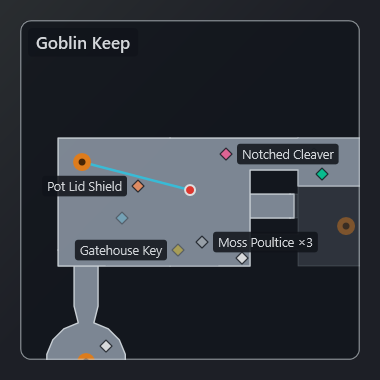 Goblin Keep
Notched Cleaver
Pot Lid Shield
Moss Poultice ×3
Gatehouse Key